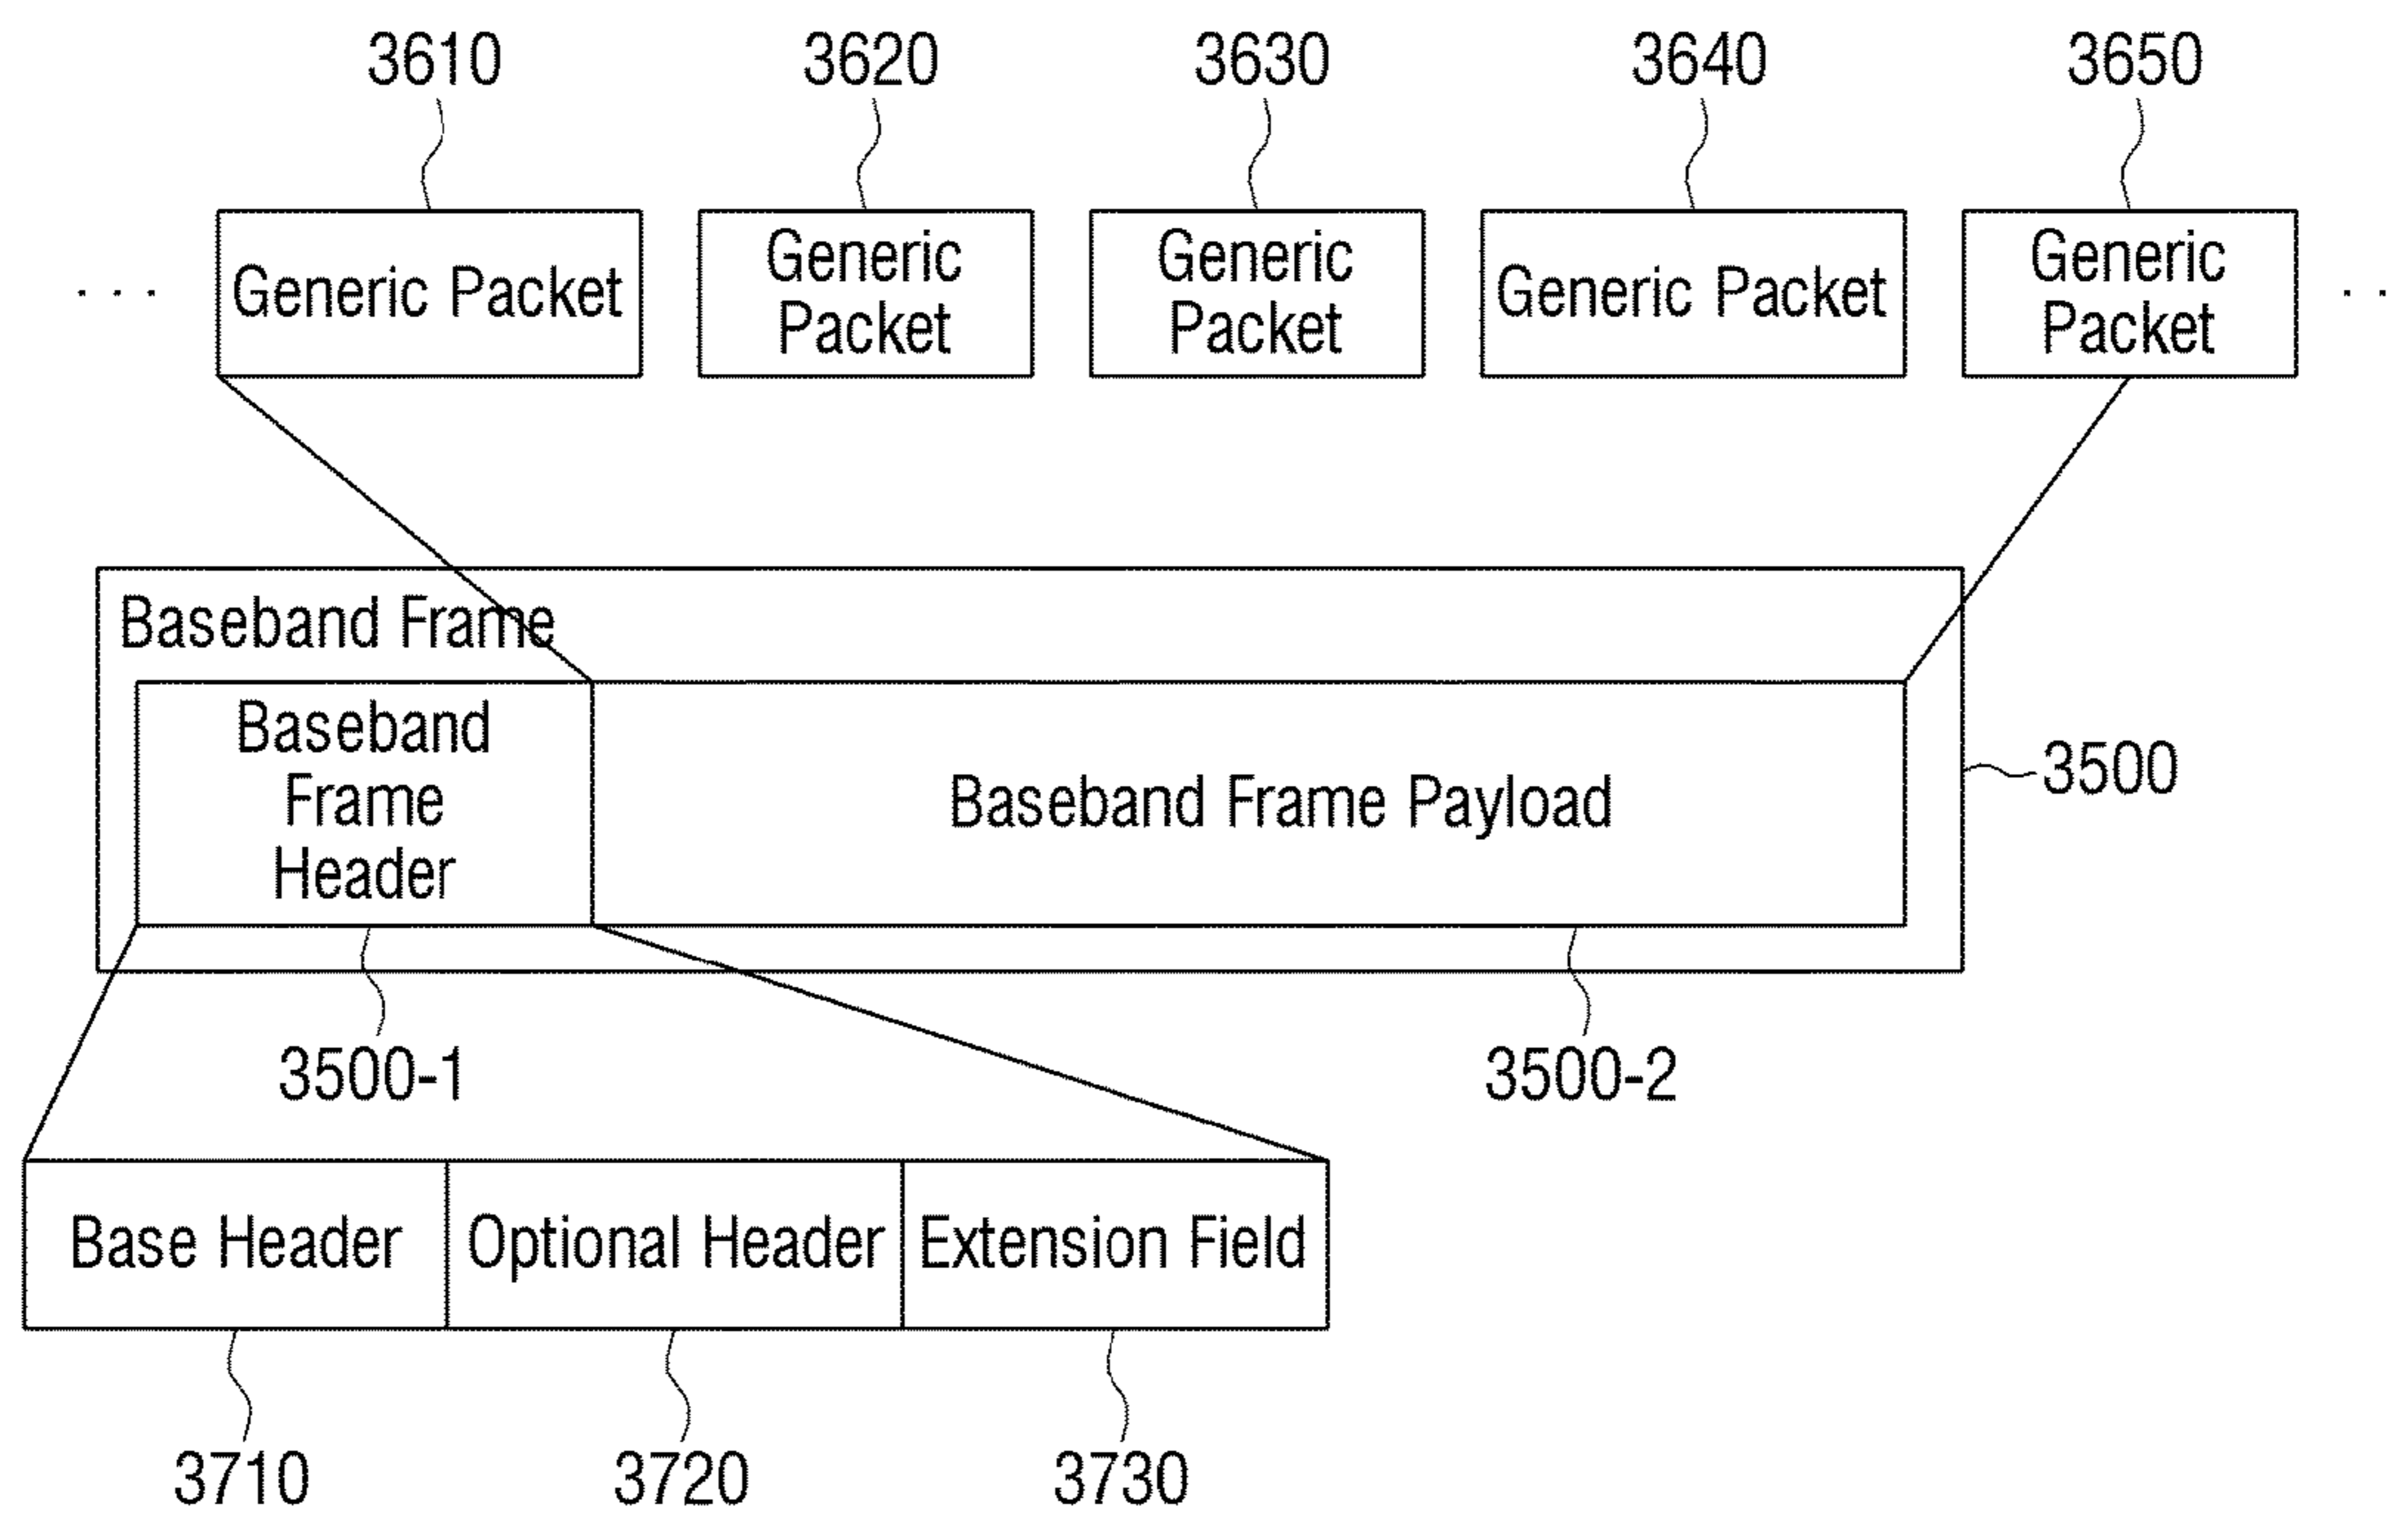 3610 3620 3630 3640 3650
. . . Generic Packet Generic Generic Generic Packet Generic . .
Packet Packet Packet
Baseband Frame
Baseband
Frame
Header
Baseband Frame Payload
3500
3500-1 3500-2
Base Header Optional Header Extension Field
3710 3720 3730